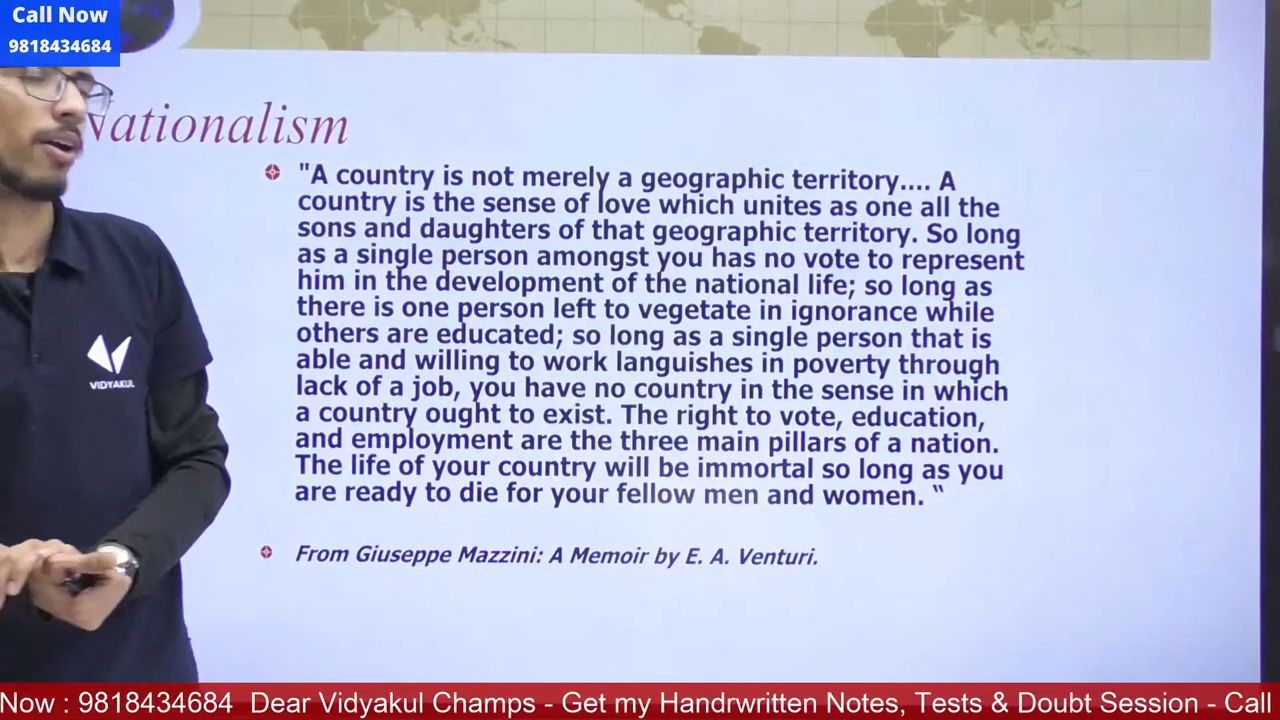 Call Now
9818434684
Nationalism
"A country is not merely a geographic territory.... A
country is the sense of love which unites as one all the
sons and daughters of that geographic territory. So long
as a single person amongst you has no vote to represent
him in the development of the national life; so long as
there is one person left to vegetate in ignorance while
others are educated; so long as a single person that is
able and willing to work languishes in poverty through
lack of a job, you have no country in the sense in which
a country ought to exist. The right to vote, education,
and employment are the three main pillars of a nation.
The life of your country will be immortal so long as you
are ready to die for your fellow men and women. "
From Giuseppe Mazzini: A Memoir by E. A. Venturi.
VIDYAKUL
Now : 9818434684 Dear Vidyakul Champs - Get my Handrwritten Notes, Tests & Doubt Session - Call